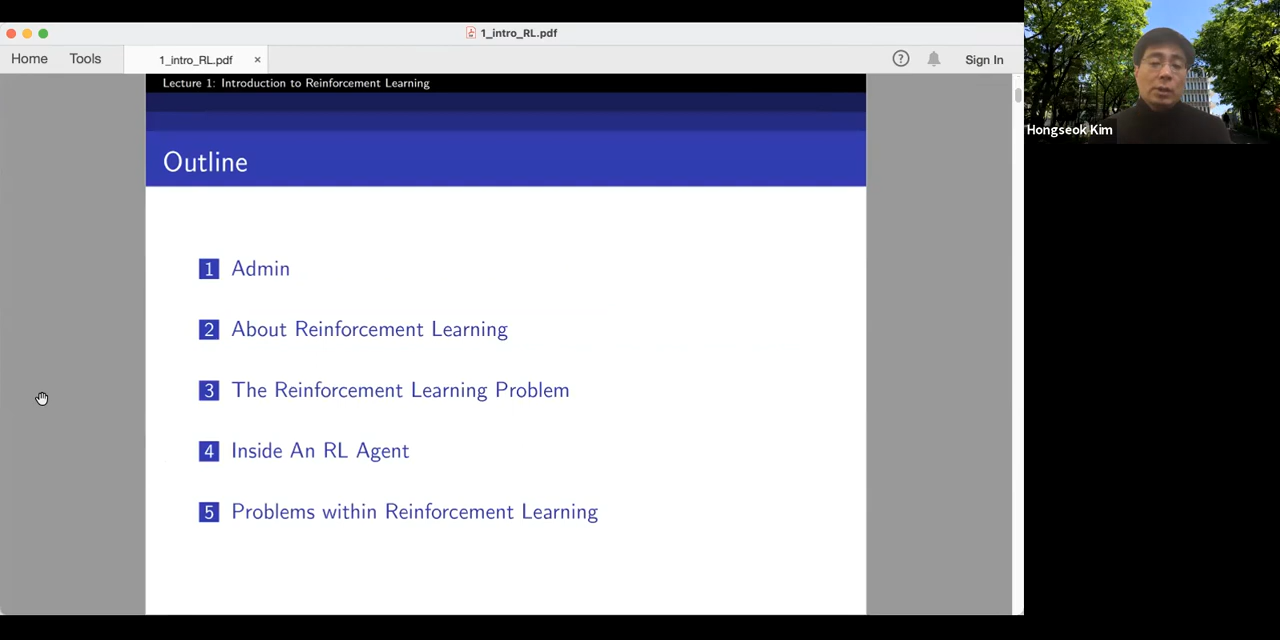 1_intro_RL.pdf
Home Tools 1_intro_RL.pdf × ? Sign In
Lecture 1: Introduction to Reinforcement Learning
Outline
1 Admin
2 About Reinforcement Learning
3 The Reinforcement Learning Problem
4 Inside An RL Agent
5 Problems within Reinforcement Learning
Hongseok Kim